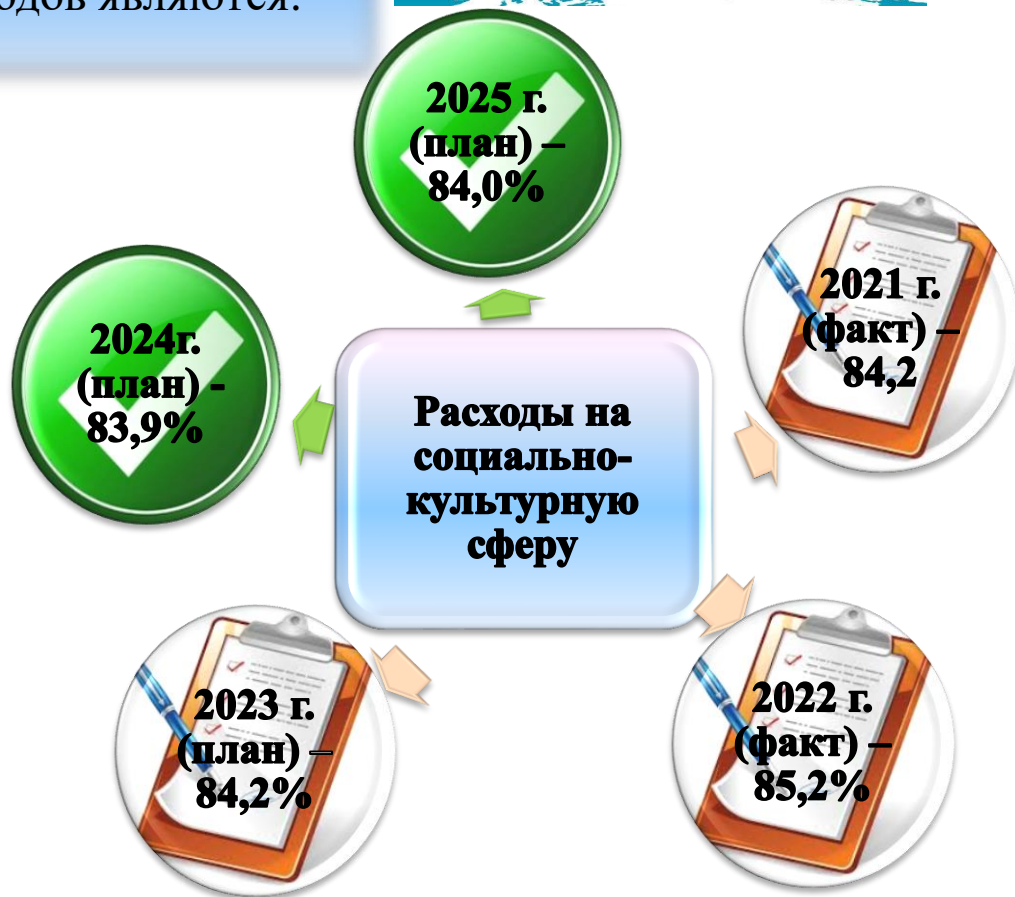 являются:
2025 г.
(план) –
84,0%
2021 г.
(факт) –
84,2
2024г.
(план) -
83,9%
Расходы на
социально-
культурную
сферу
2023 г.
(план) –
84,2%
2022 г.
(факт) –
85,2%